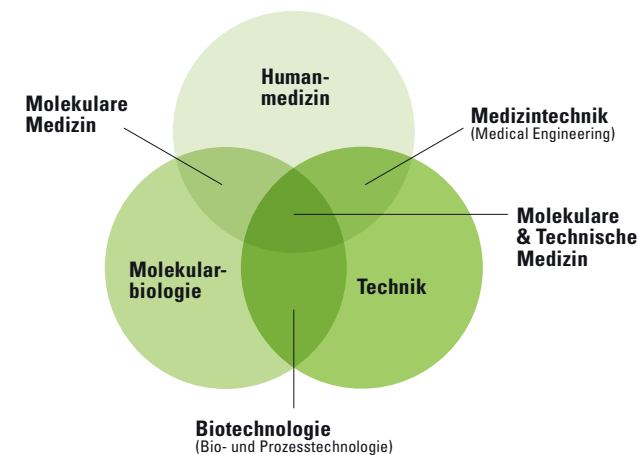 Human-
medizin
Molekulare
Medizin
Medizintechnik
(Medical Engineering)
Molekulare
& Technische
Medizin
Molekular-
biologie
Technik
Biotechnologie
(Bio- und Prozesstechnologie)